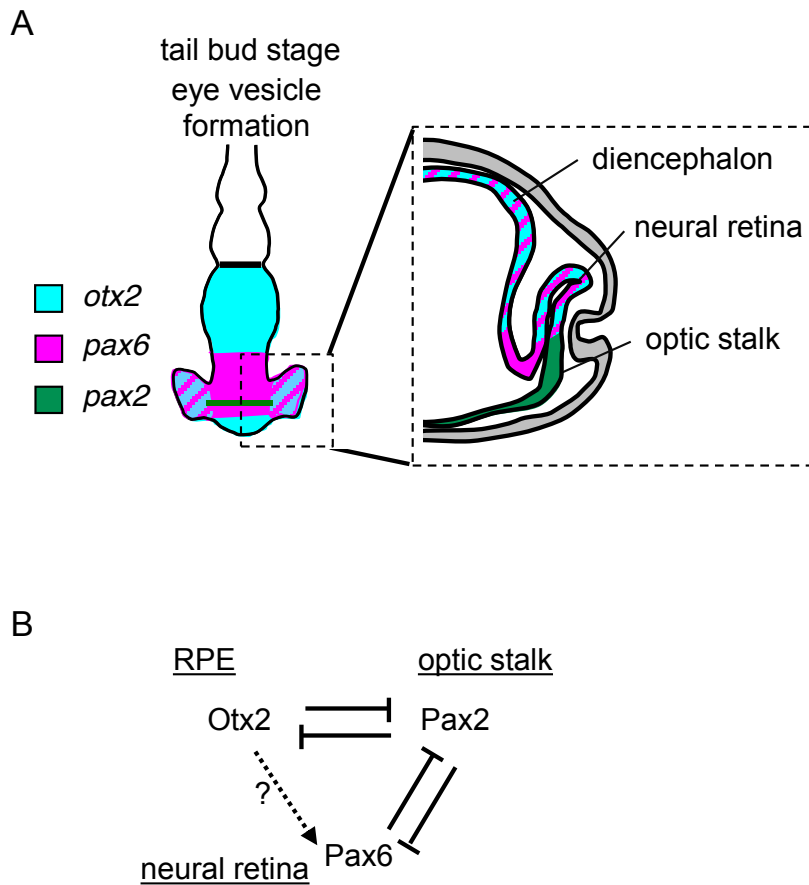 A
tail bud stage
eye vesicle
formation
diencephalon
neural retina
optic stalk
otx2
pax6
pax2
B
RPE
optic stalk
Otx2
Pax2
?
Pax6
neural retina